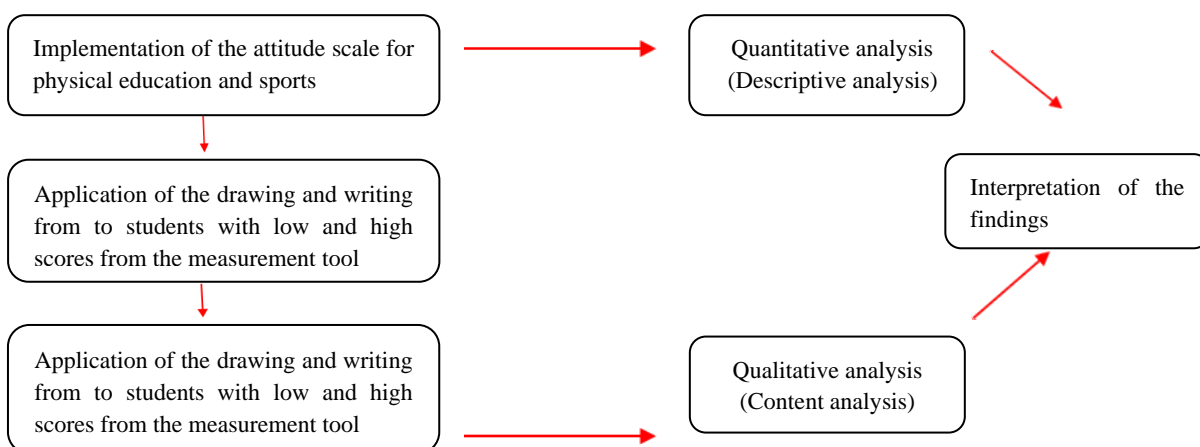 Implementation of the attitude scale for
physical education and sports
Quantitative analysis
(Descriptive analysis)
Application of the drawing and writing
from to students with low and high
scores from the measurement tool
Interpretation of the
findings
Application of the drawing and writing
from to students with low and high
scores from the measurement tool
Qualitative analysis
(Content analysis)